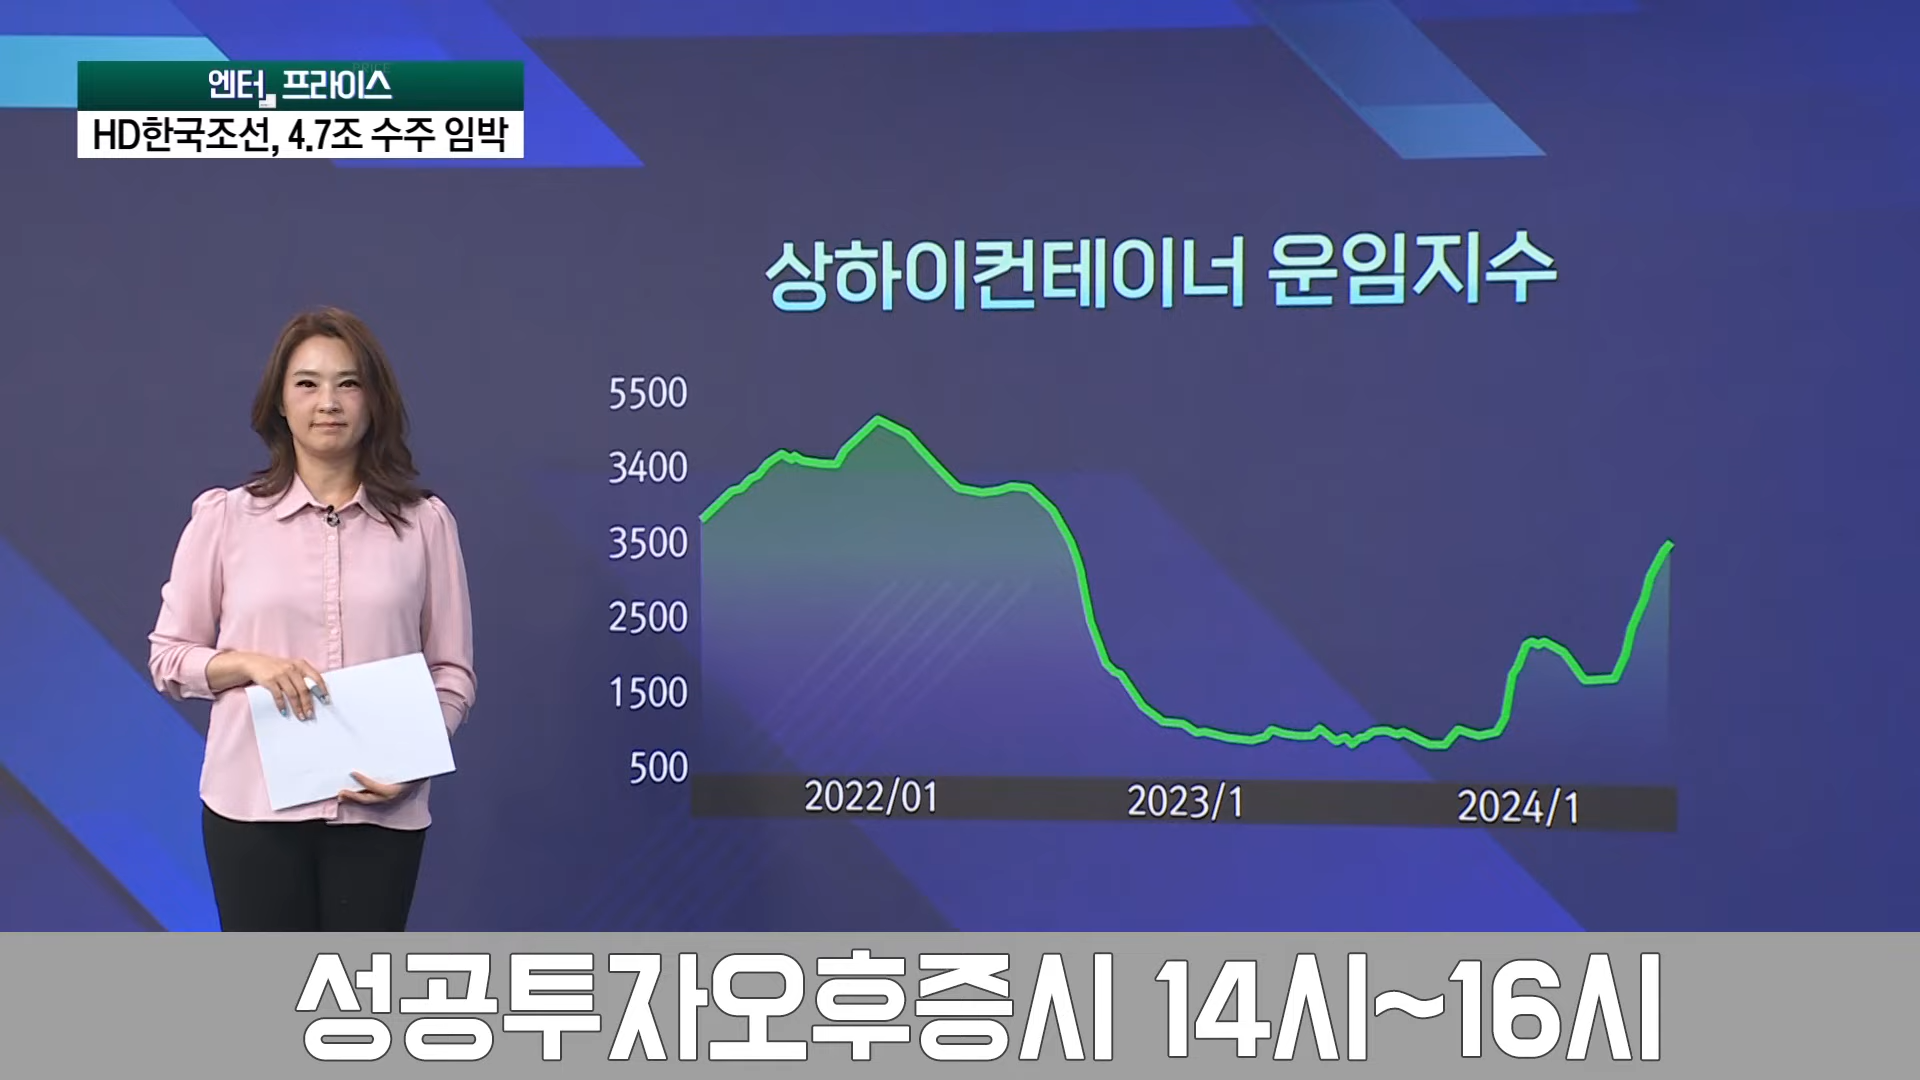 엔터, 프라이스
HD한국조선, 4.7조 수주 임박
상하이컨테이너 운임지수
5500
3400
3500
2500
1500
500
2022/01
2023/1
2024/1
성공투자오후증시 14시~16시